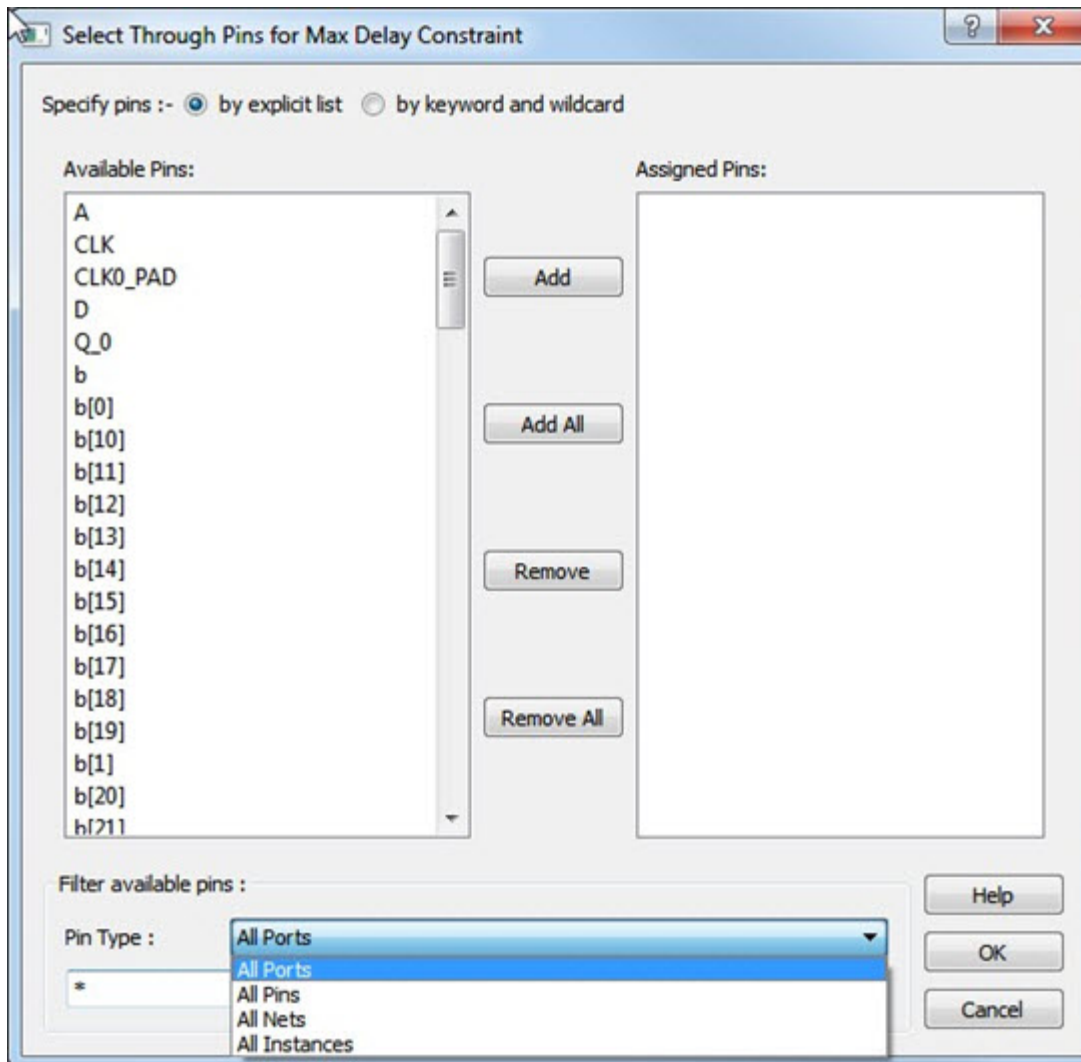 Select Through Pins for Max Delay Constraint
Specify pins :- by explicit list by keyword and wildcard
Available Pins:
Assigned Pins:
A
CLK
CLK0_PAD
D
Q_0
b
b[0]
b[10]
b[11]
b[12]
b[13]
b[14]
b[15]
b[16]
b[17]
b[18]
b[19]
b[1]
b[20]
b[21]
Add
Add All
Remove
Remove All
Filter available pins :
Pin Type : All Ports
*
All Ports
All Pins
All Nets
All Instances
Help
OK
Cancel